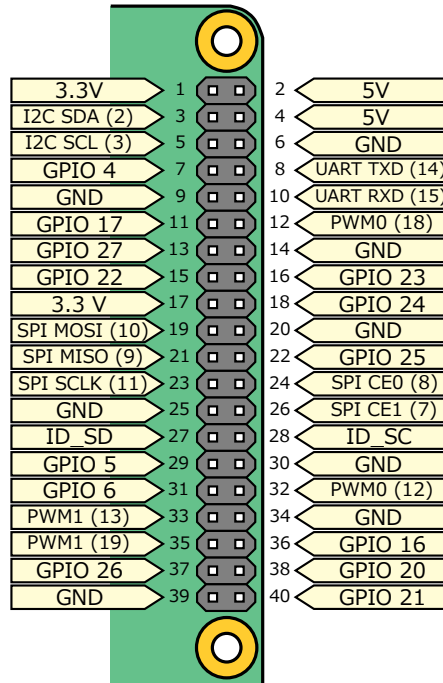 3.3V 1 2 5V
I2C SDA (2) 3 4 5V
I2C SCL (3) 5 6 GND
GPIO 4 7 8 UART TXD (14)
GND 9 10 UART RXD (15)
GPIO 17 11 12 PWM0 (18)
GPIO 27 13 14 GND
GPIO 22 15 16 GPIO 23
3.3 V 17 18 GPIO 24
SPI MOSI (10) 19 20 GND
SPI MISO (9) 21 22 GPIO 25
SPI SCLK (11) 23 24 SPI CE0 (8)
GND 25 26 SPI CE1 (7)
ID_SD 27 28 ID_SC
GPIO 5 29 30 GND
GPIO 6 31 32 PWM0 (12)
PWM1 (13) 33 34 GND
PWM1 (19) 35 36 GPIO 16
GPIO 26 37 38 GPIO 20
GND 39 40 GPIO 21